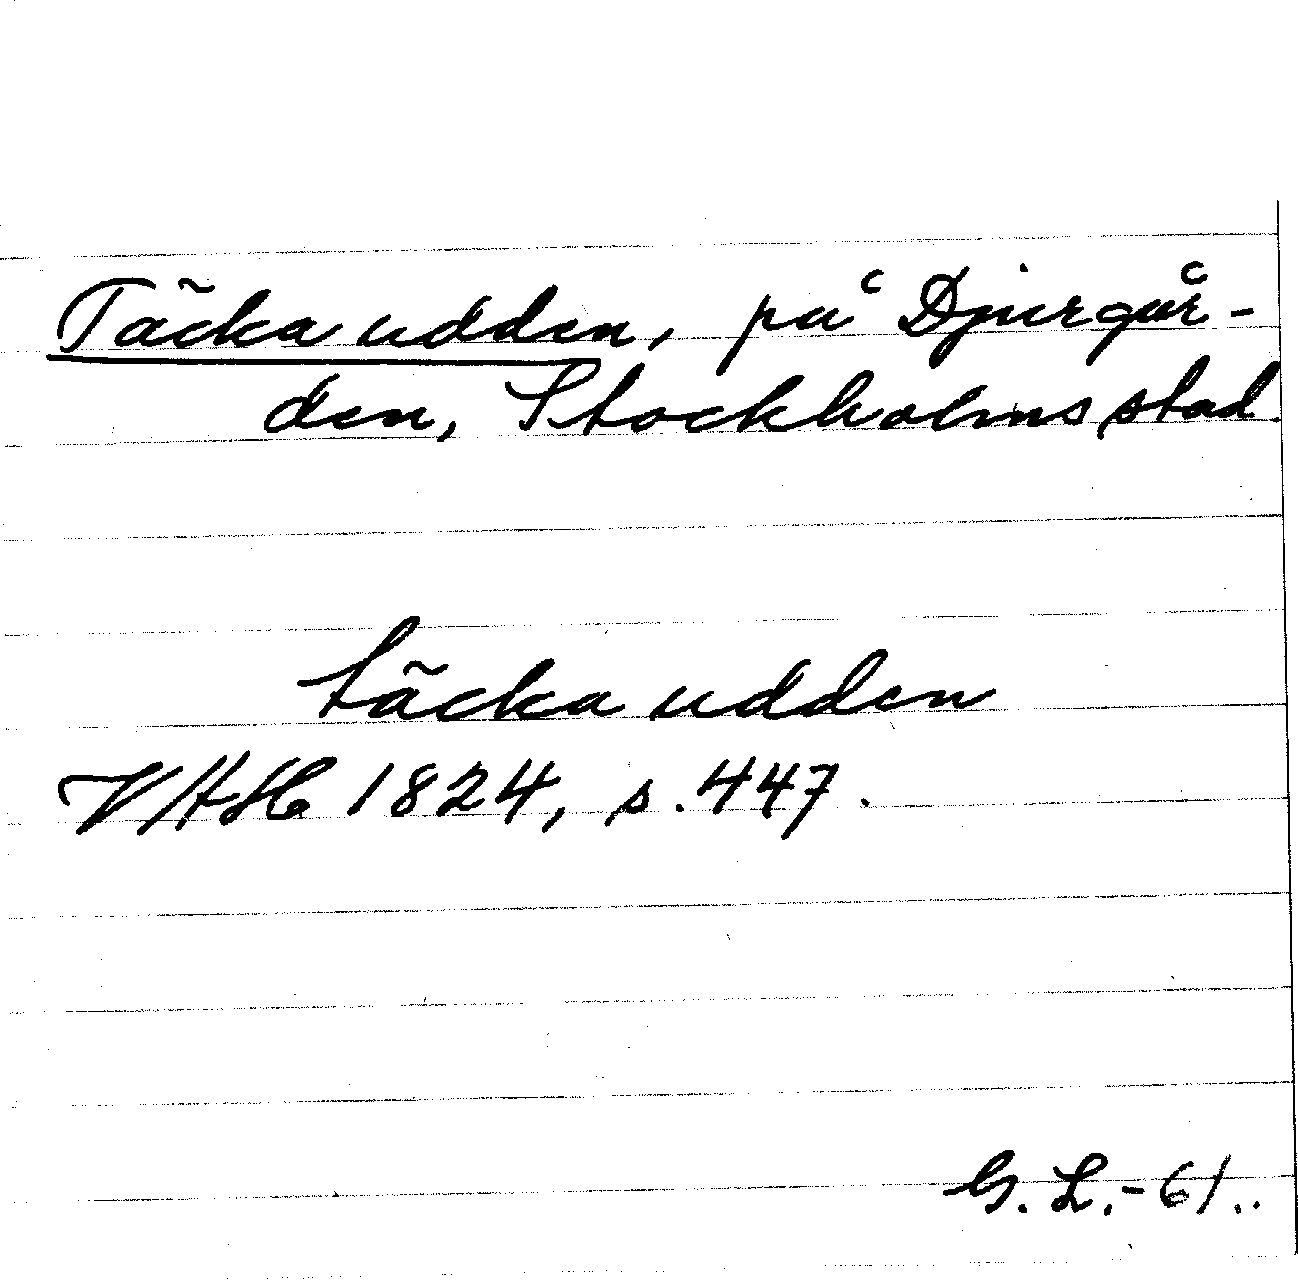 Täcka udden, på Djurgår-
den, Stockholms stad.
täcka udden
VAH 1824, s. 447.
G. L. - 61..